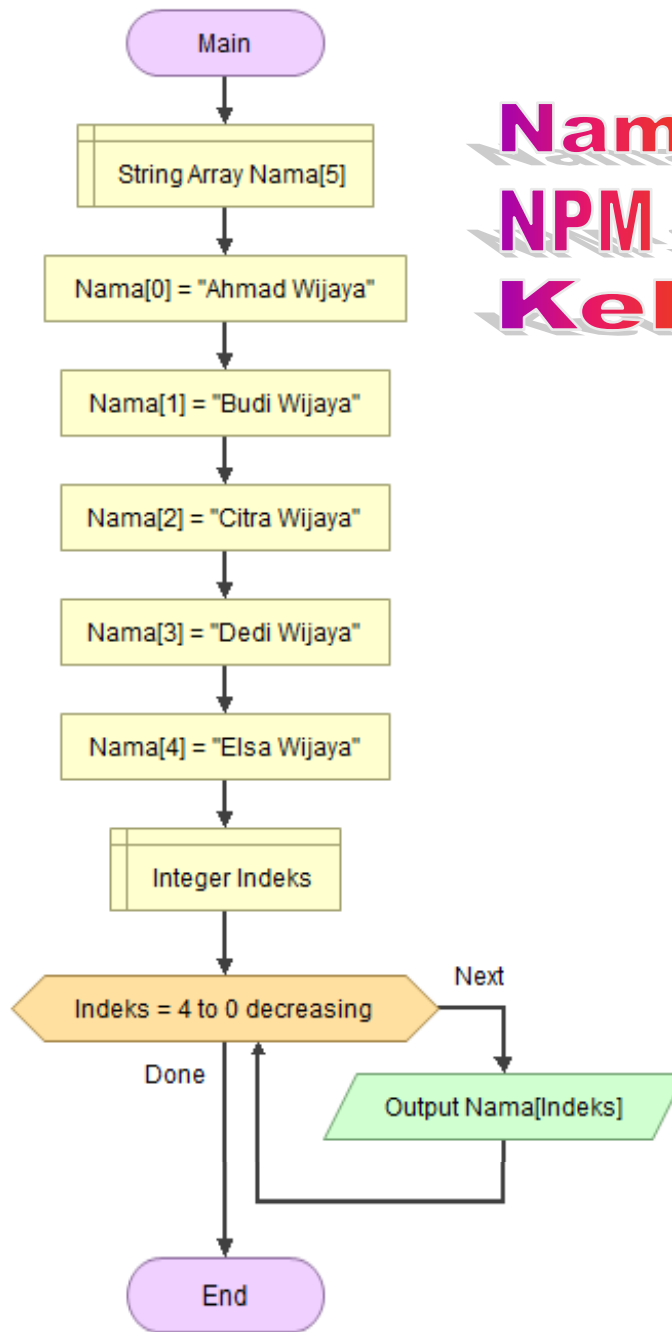 Main
String Array Nama[5]
Nama[0] = "Ahmad Wijaya"
Nama[1] = "Budi Wijaya"
Nama[2] = "Citra Wijaya"
Nama[3] = "Dedi Wijaya"
Nama[4] = "Elsa Wijaya"
Integer Indeks
Indeks = 4 to 0 decreasing
Next
Done
Output Nama[Indeks]
End
NPM